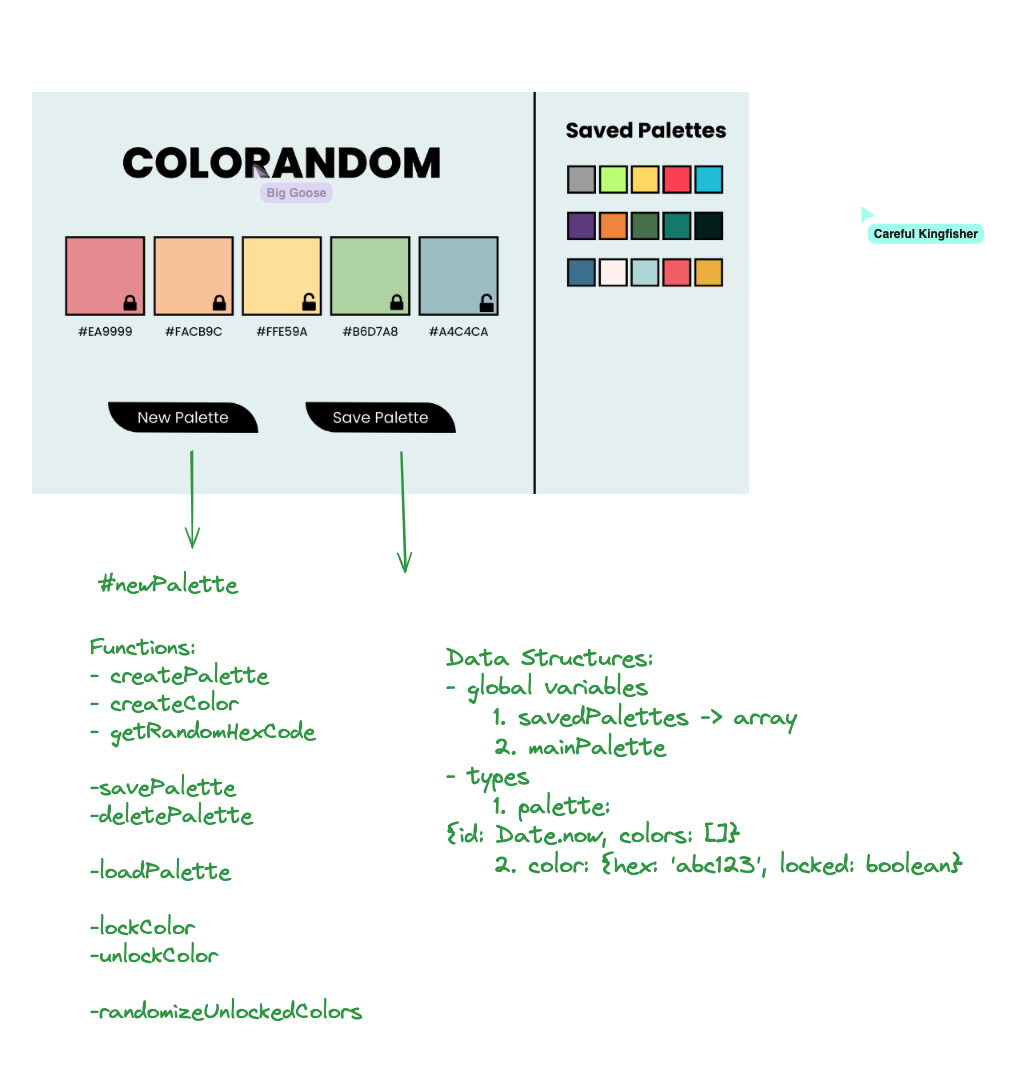 COLORANDOM
Big Goose
#EA9999 #FACB9C #FFE59A #B6D7A8 #A4C4CA
New Palette Save Palette
Saved Palettes
Careful Kingfisher
#newPalette
Functions:
- createPalette
- createColor
- getRandomHexCode
-savePalette
-deletePalette
-loadPalette
-lockColor
-unlockColor
-randomizeUnlockedColors
Data Structures:
- global variables
1. savedPalettes -> array
2. mainPalette
- types
1. palette:
{id: Date.now, colors: []}
2. color: {hex: 'abc123', locked: boolean}